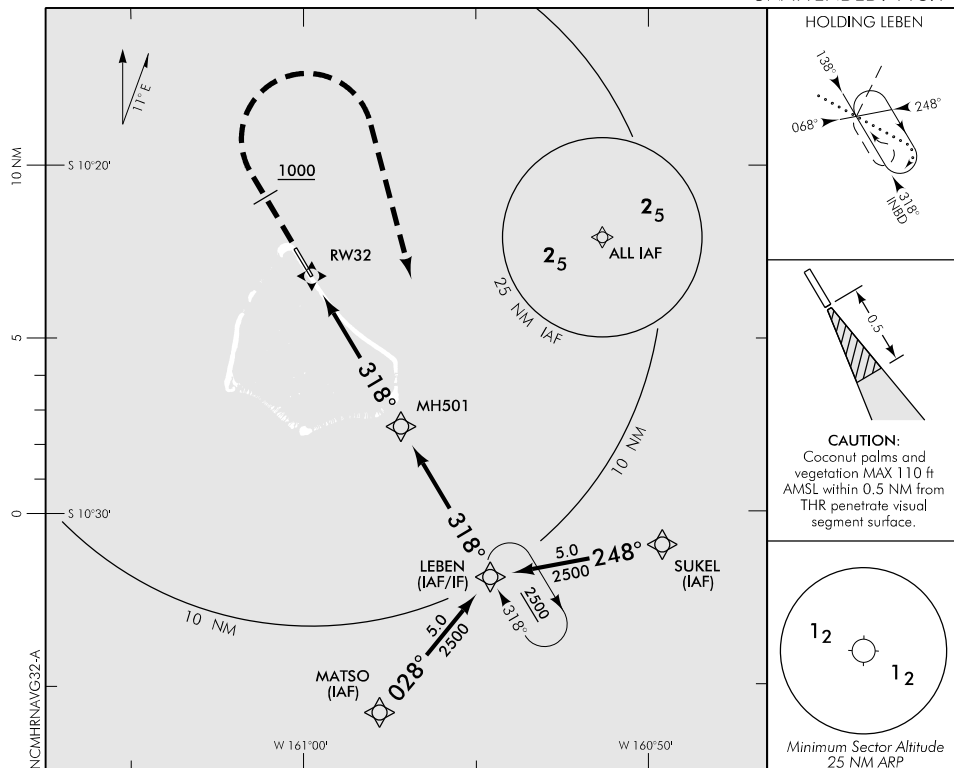 HOLDING LEBEN
138°
248°
068°
318°
INBD
11° E
10 NM
S 10°20'
1000
RW32
2₅
2₅
ALL IAF
25 NM IAF
5
0.5
318°
MH501
CAUTION:
Coconut palms and
vegetation MAX 110 ft
AMSL within 0.5 NM from
THR penetrate visual
segment surface.
10 NM
0
S 10°30'
318°
LEBEN
(IAF/IF)
5.0
2500
248°
SUKEL
(IAF)
2500
318°
10 NM
5.0
2500
028°
MATSO
(IAF)
1₂
1₂
NCMHRNAVG32-A
W 161°00'
W 160°50'
Minimum Sector Altitude
25 NM ARP